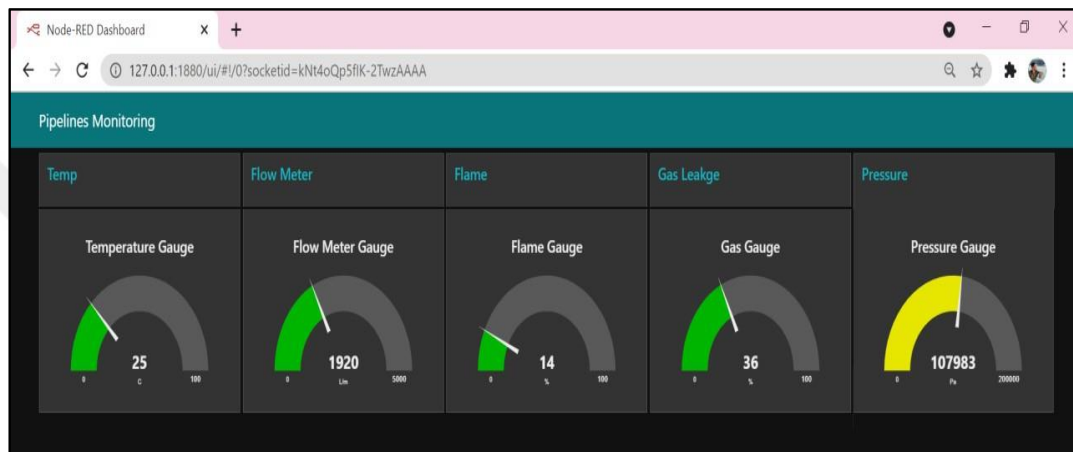 Node-RED Dashboard
127.0.0.1:1880/ui/#!/0?socketid=kNt4oQp5flK-2TwzAAAA
Pipelines Monitoring
Temp
Flow Meter
Flame
Gas Leakge
Pressure
Temperature Gauge
Flow Meter Gauge
Flame Gauge
Gas Gauge
Pressure Gauge
25
C
0
100
1920
L/m
0
5000
14
%
0
100
36
%
0
100
107983
Pa
0
200000